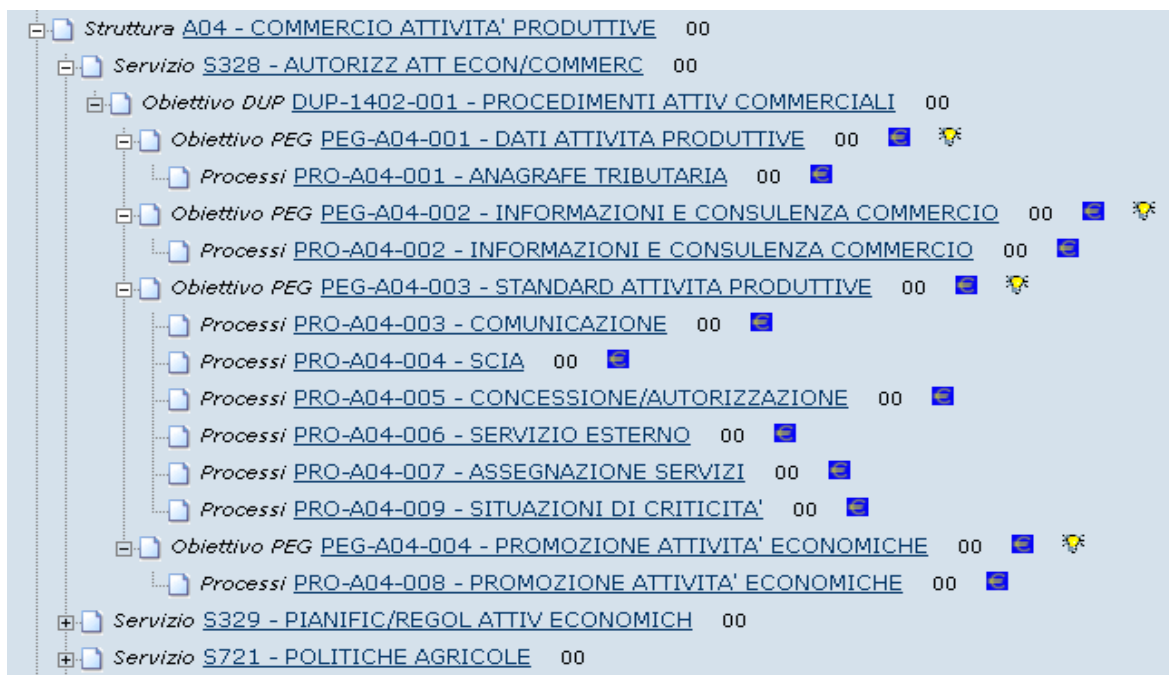 Struttura A04 - COMMERCIO ATTIVITA' PRODUTTIVE 00
Servizio S328 - AUTORIZZ ATT ECON/COMMERC 00
Obiettivo DUP DUP-1402-001 - PROCEDIMENTI ATTIV COMMERCIALI 00
Obiettivo PEG PEG-A04-001 - DATI ATTIVITA PRODUTTIVE 00 €
Processi PRO-A04-001 - ANAGRAFE TRIBUTARIA 00 €
Obiettivo PEG PEG-A04-002 - INFORMAZIONI E CONSULENZA COMMERCIO 00 €
Processi PRO-A04-002 - INFORMAZIONI E CONSULENZA COMMERCIO 00 €
Obiettivo PEG PEG-A04-003 - STANDARD ATTIVITA PRODUTTIVE 00 €
Processi PRO-A04-003 - COMUNICAZIONE 00 €
Processi PRO-A04-004 - SCIA 00 €
Processi PRO-A04-005 - CONCESSIONE/AUTORIZZAZIONE 00 €
Processi PRO-A04-006 - SERVIZIO ESTERNO 00 €
Processi PRO-A04-007 - ASSEGNAZIONE SERVIZI 00 €
Processi PRO-A04-009 - SITUAZIONI DI CRITICITA' 00 €
Obiettivo PEG PEG-A04-004 - PROMOZIONE ATTIVITA' ECONOMICHE 00 €
Processi PRO-A04-008 - PROMOZIONE ATTIVITA' ECONOMICHE 00 €
Servizio S329 - PIANIFIC/REGOL ATTIV ECONOMICH 00
Servizio S721 - POLITICHE AGRICOLE 00